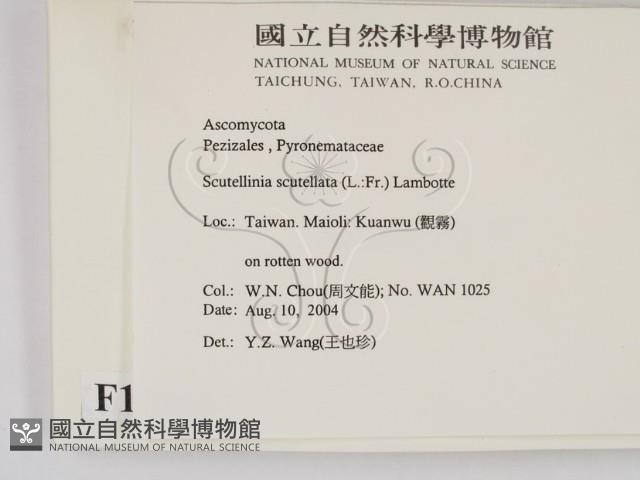 國立自然科學博物館
NATIONAL MUSEUM OF NATURAL SCIENCE
TAICHUNG, TAIWAN, R.O.CHINA
Ascomycota
Pezizales , Pyronemataceae
Scutellinia scutellata (L.:Fr.) Lambotte
Loc.: Taiwan. Maioli: Kuanwu (觀霧)
on rotten wood.
Col.: W.N. Chou(周文能); No. WAN 1025
Date: Aug. 10, 2004
Det.: Y.Z. Wang(王也珍)
F1
國立自然科學博物館
NATIONAL MUSEUM OF NATURAL SCIENCE